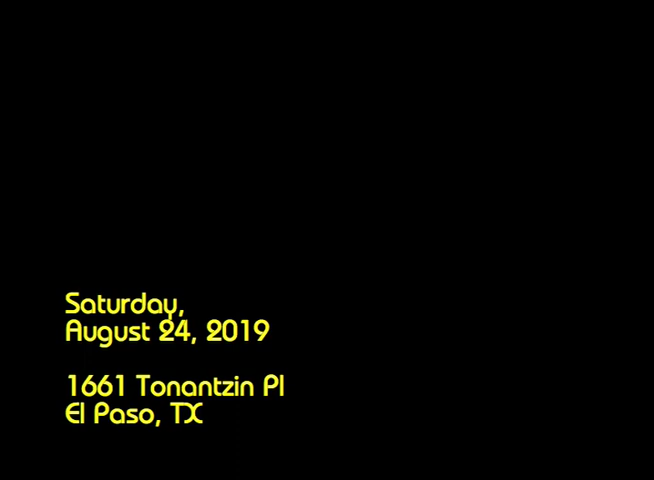 Saturday,
August 24, 2019
1661 Tonantzin Pl
El Paso, TX